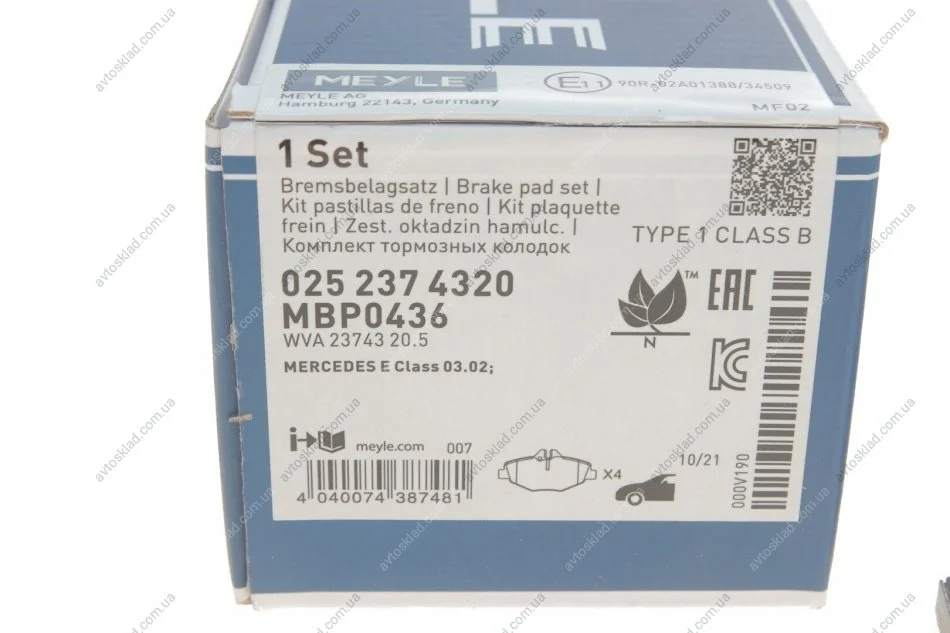 MEYLE
MEYLE AG
Hamburg 22143, Germany
E11
90R-02A01388/34509
MF02
1 Set
Bremsbelagsatz | Brake pad set |
Kit pastillas de freno | Kit plaquette
frein | Zest. okładzin hamulc. |
Комплект тормозных колодок
TYPE 1 CLASS B
025 237 4320
MBP0436
WVA 23743 20.5
MERCEDES E Class 03.02;
TM
N
EAC
KC
meyle.com
007
X4
10/21
000V190
4 040074 387481
avtosklad.com.ua